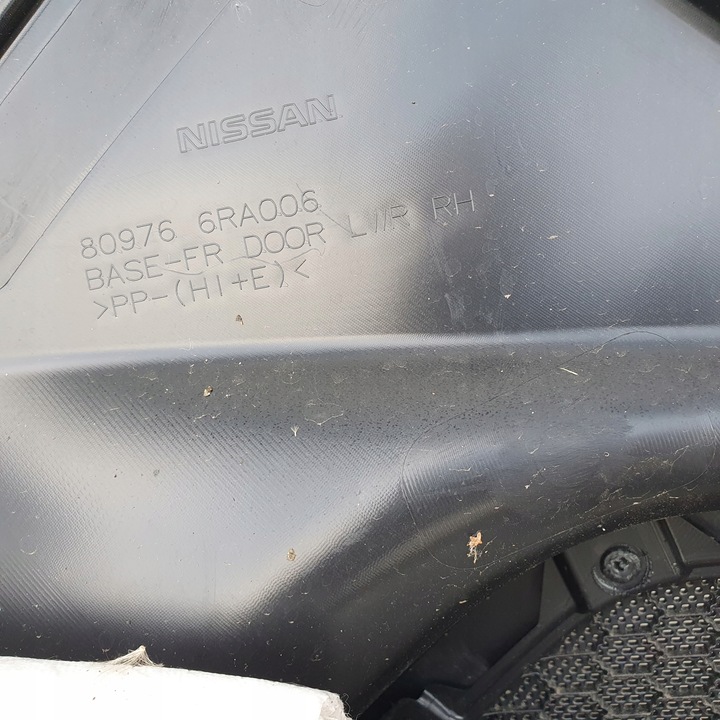 NISSAN
80976 6RA006
BASE-FR DOOR L//R RH
>PP-(HI+E)<